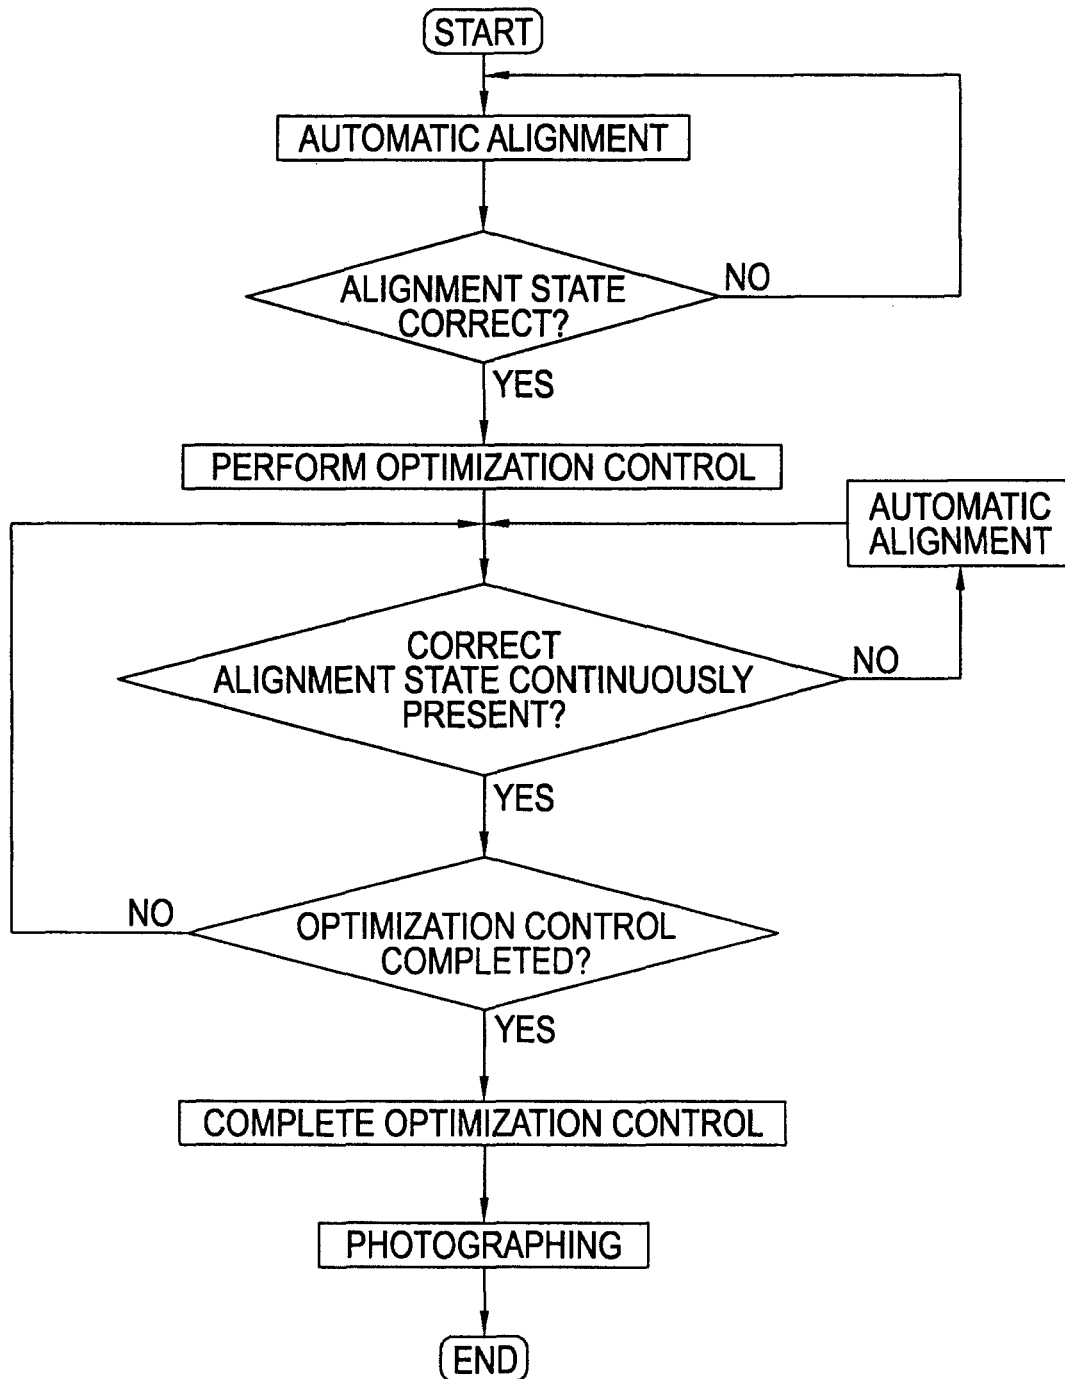 START
AUTOMATIC ALIGNMENT
ALIGNMENT STATE
CORRECT?
NO
YES
PERFORM OPTIMIZATION CONTROL
AUTOMATIC
ALIGNMENT
CORRECT
ALIGNMENT STATE CONTINUOUSLY
PRESENT?
NO
YES
NO
OPTIMIZATION CONTROL
COMPLETED?
YES
COMPLETE OPTIMIZATION CONTROL
PHOTOGRAPHING
END